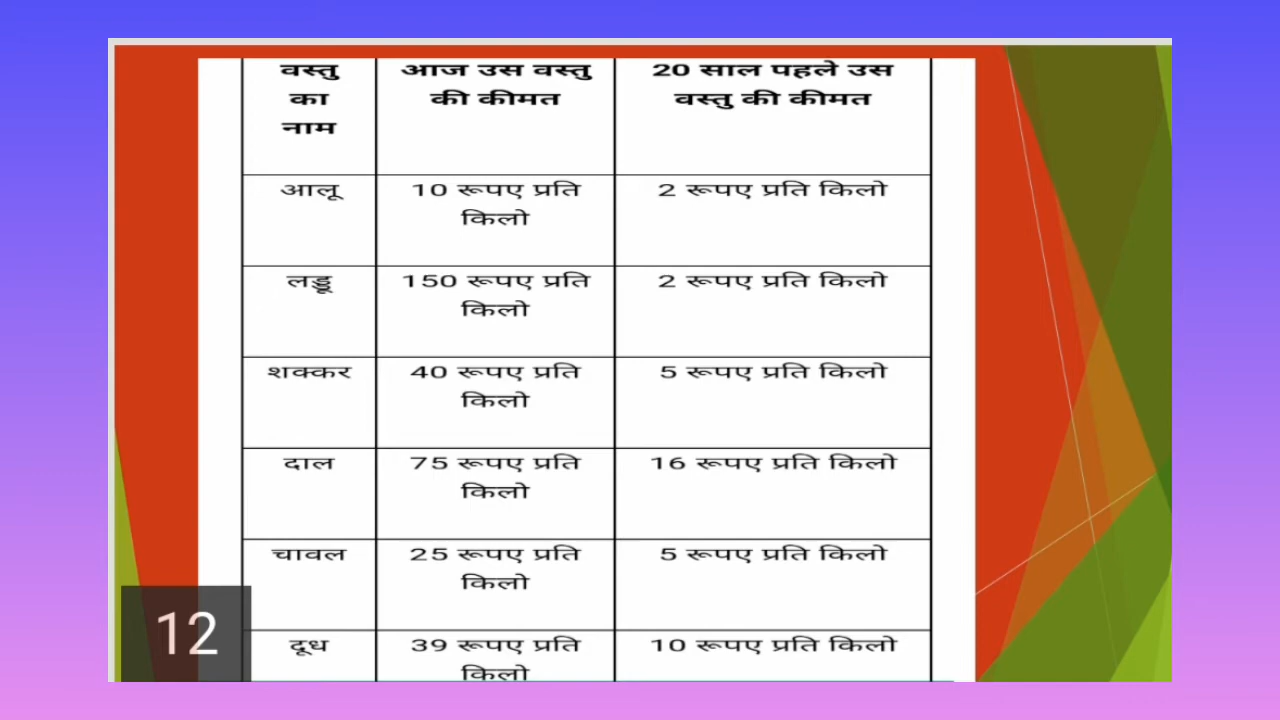 वस्तु का नाम
आज उस वस्तु की कीमत
20 साल पहले उस वस्तु की कीमत
आलू
10 रूपए प्रति किलो
2 रूपए प्रति किलो
लड्डू
150 रूपए प्रति किलो
2 रूपए प्रति किलो
शक्कर
40 रूपए प्रति किलो
5 रूपए प्रति किलो
दाल
75 रूपए प्रति किलो
16 रूपए प्रति किलो
चावल
25 रूपए प्रति किलो
5 रूपए प्रति किलो
दूध
39 रूपए प्रति किलो
10 रूपए प्रति किलो
12